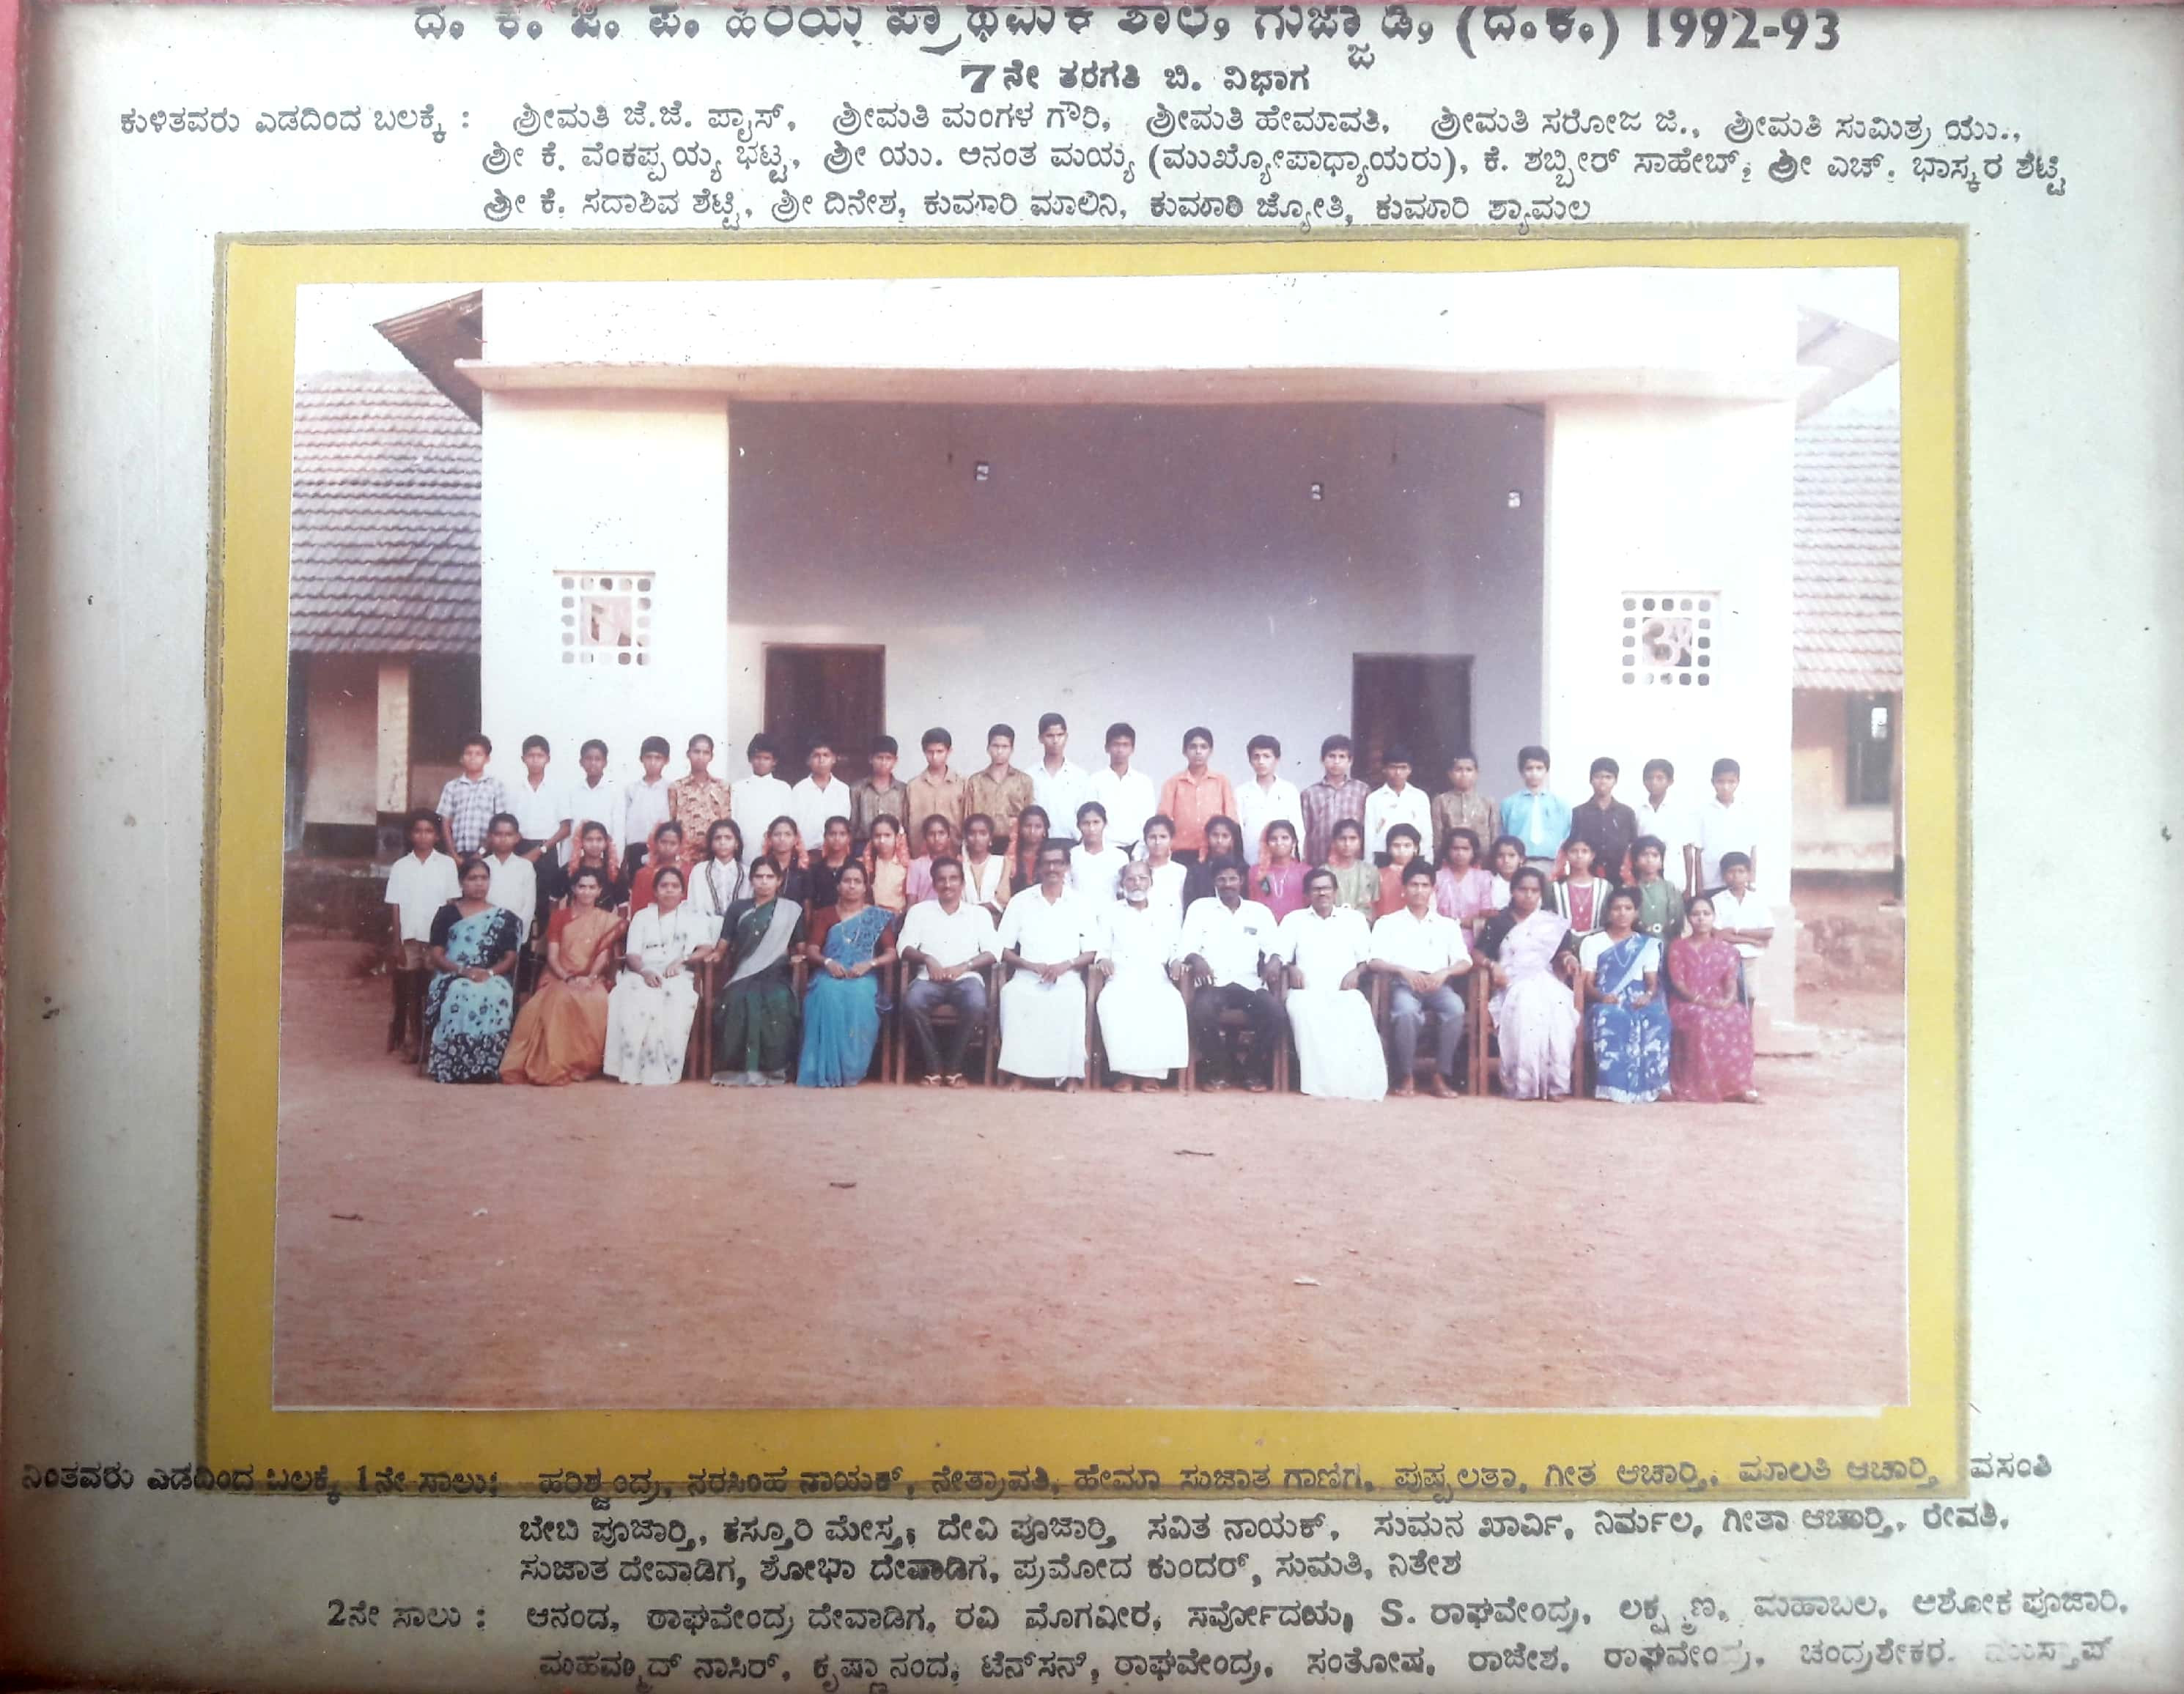 ದ. ಕ. ಜಿ. ಪ. ಹಿರಿಯ ಪ್ರಾಥಮಿಕ ಶಾಲೆ, ಗುಜ್ಜಾಡಿ, (ದ.ಕ.) 1992-93
7ನೇ ತರಗತಿ ಬಿ. ವಿಭಾಗ
ಕುಳಿತವರು ಎಡದಿಂದ ಬಲಕ್ಕೆ : ಶ್ರೀಮತಿ ಜೆ.ಜೆ. ಪ್ಯಾಸ್, ಶ್ರೀಮತಿ ಮಂಗಳ ಗೌರಿ, ಶ್ರೀಮತಿ ಹೇಮಾವತಿ, ಶ್ರೀಮತಿ ಸರೋಜ ಜಿ., ಶ್ರೀಮತಿ ಸುಮಿತ್ರ ಯು.,
ಶ್ರೀ ಕೆ. ವೆಂಕಪ್ಪಯ್ಯ ಭಟ್ಟ, ಶ್ರೀ ಯು. ಅನಂತ ಮಯ್ಯ (ಮುಖ್ಯೋಪಾಧ್ಯಾಯರು), ಕೆ. ಶಬ್ಬೀರ್ ಸಾಹೇಬ್, ಶ್ರೀ ಎಚ್. ಭಾಸ್ಕರ ಶೆಟ್ಟಿ
ಶ್ರೀ ಕೆ. ಸದಾಶಿವ ಶೆಟ್ಟಿ, ಶ್ರೀ ದಿನೇಶ, ಕುಮಾರಿ ಮಾಲಿನಿ, ಕುಮಾರಿ ಜ್ಯೋತಿ, ಕುಮಾರಿ ಶ್ಯಾಮಲ
ನಿಂತವರು ಎಡದಿಂದ ಬಲಕ್ಕೆ 1ನೇ ಸಾಲು: ಹರಿಶ್ಚಂದ್ರ, ನರಸಿಂಹ ನಾಯಕ್, ನೇತ್ರಾವತಿ, ಹೇಮಾ ಸುಜಾತ ಗಾಣಿಗ, ಪುಷ್ಪಲತಾ, ಗೀತ ಆಚಾರ್ತಿ, ಮಾಲತಿ ಆಚಾರ್ತಿ, ವಸಂತಿ
ಬೇಬಿ ಪೂಜಾರ್ತಿ, ಕಸ್ತೂರಿ ಮೇಸ್ತ, ದೇವಿ ಪೂಜಾರ್ತಿ, ಸವಿತ ನಾಯಕ್, ಸುಮನ ಖಾರ್ವಿ, ನಿರ್ಮಲ, ಗೀತಾ ಆಚಾರ್ತಿ, ರೇವತಿ,
ಸುಜಾತ ದೇವಾಡಿಗ, ಶೋಭಾ ದೇವಾಡಿಗ, ಪ್ರಮೋದ ಕುಂದರ್, ಸುಮತಿ, ನಿತೇಶ
2ನೇ ಸಾಲು : ಆನಂದ, ರಾಘವೇಂದ್ರ ದೇವಾಡಿಗ, ರವಿ ಮೊಗವೀರ, ಸರ್ವೋದಯ, S. ರಾಘವೇಂದ್ರ, ಲಕ್ಷ್ಮಣ, ಮಹಾಬಲ, ಅಶೋಕ ಪೂಜಾರಿ,
ಮಹಮ್ಮದ್ ನಾಸಿರ್, ಕೃಷ್ಣಾನಂದ, ಟೆನ್‌ಸನ್, ರಾಘವೇಂದ್ರ, ಸಂತೋಷ, ರಾಜೇಶ, ರಾಘವೇಂದ್ರ, ಚಂದ್ರಶೇಕರ,